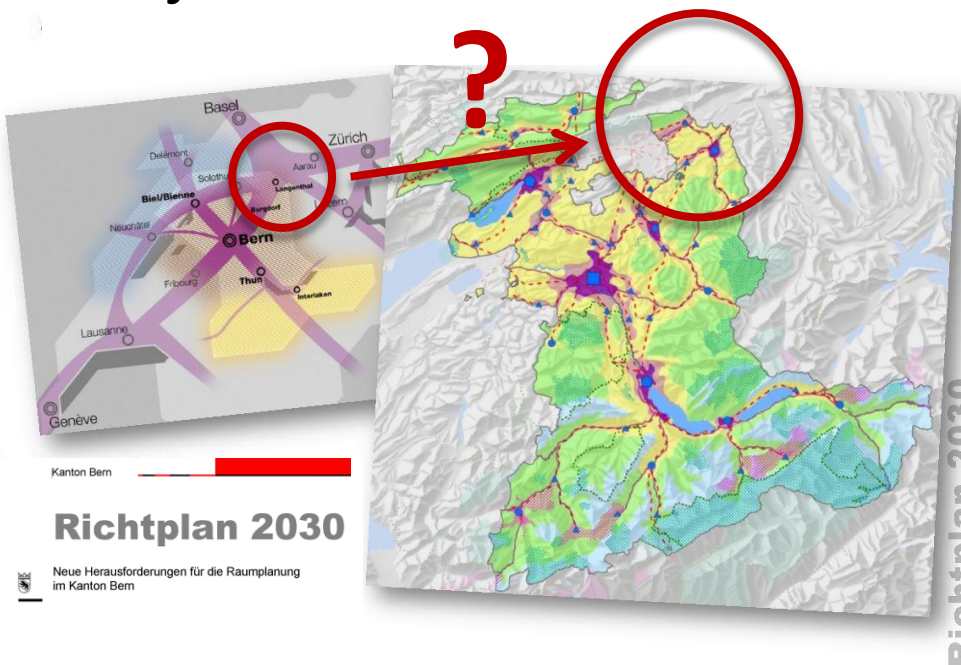 ?
Basel
Zürich
Delémont
Aarau
Solothu
Langenthal
Biel/Bienne
Burgdorf
Neuchâtel
Bern
Fribourg
Thun
Interlaken
Lausanne
Genève
Kanton Bern
Richtplan 2030
Neue Herausforderungen für die Raumplanung
im Kanton Bern
Richtplan 2030